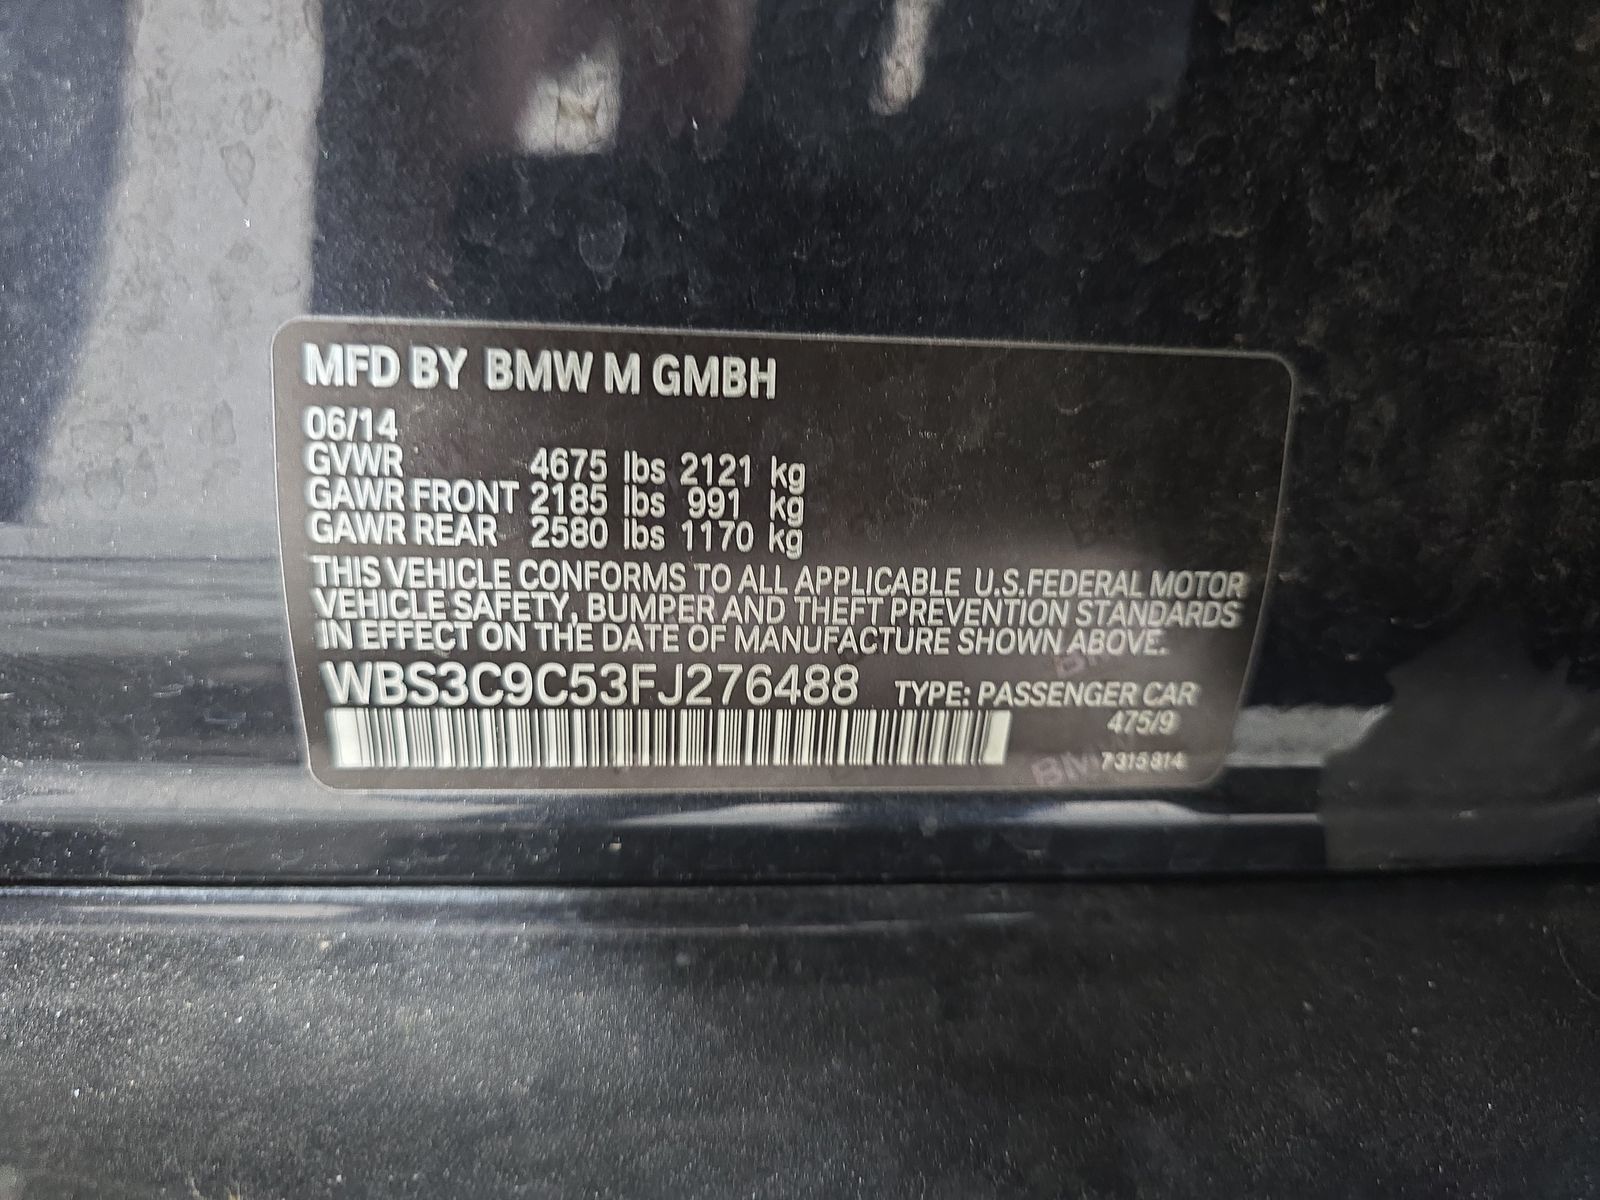 MFD BY BMW M GMBH
06/14
GVWR 4675 lbs 2121 kg
GAWR FRONT 2185 lbs 991 kg
GAWR REAR 2580 lbs 1170 kg
THIS VEHICLE CONFORMS TO ALL APPLICABLE U.S.FEDERAL MOTOR
VEHICLE SAFETY, BUMPER AND THEFT PREVENTION STANDARDS
IN EFFECT ON THE DATE OF MANUFACTURE SHOWN ABOVE.
WBS3C9C53FJ276488 TYPE: PASSENGER CAR
475/9
7315814
BMW